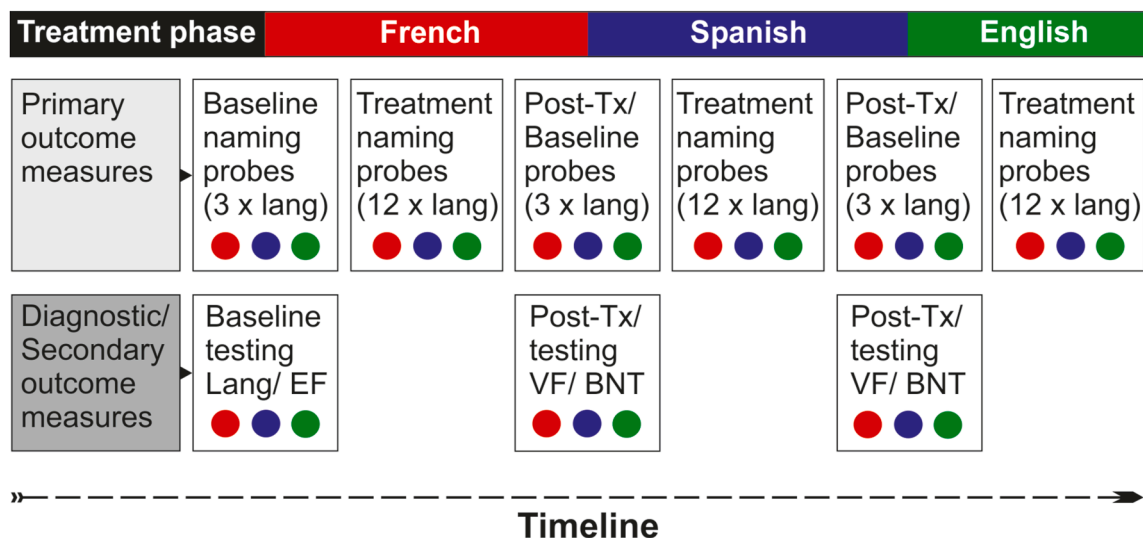 Treatment phase French Spanish English
Primary
outcome
measures
Baseline
naming
probes
(3 x lang)
Treatment
naming
probes
(12 x lang)
Post-Tx/
Baseline
probes
(3 x lang)
Treatment
naming
probes
(12 x lang)
Post-Tx/
Baseline
probes
(3 x lang)
Treatment
naming
probes
(12 x lang)
Diagnostic/
Secondary
outcome
measures
Baseline
testing
Lang/ EF
Post-Tx/
testing
VF/ BNT
Post-Tx/
testing
VF/ BNT
Timeline